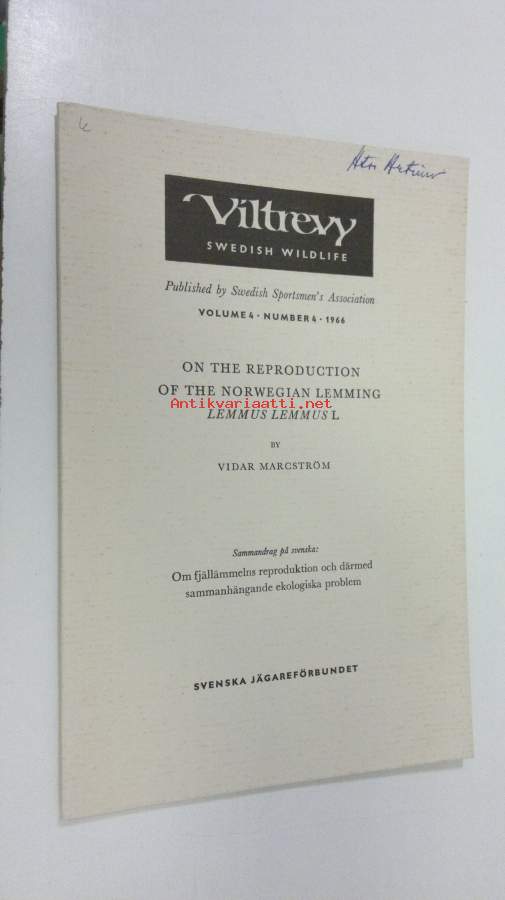 Viltrevy
SWEDISH WILDLIFE
Published by Swedish Sportsmen's Association
VOLUME 4 · NUMBER 4 · 1966
ON THE REPRODUCTION
OF THE NORWEGIAN LEMMING
Antikvariaatti.net
LEMMUS LEMMUS L
BY
VIDAR MARCSTRÖM
Sammandrag på svenska:
Om fjällämmelns reproduktion och därmed
sammanhängande ekologiska problem
SVENSKA JÄGAREFÖRBUNDET